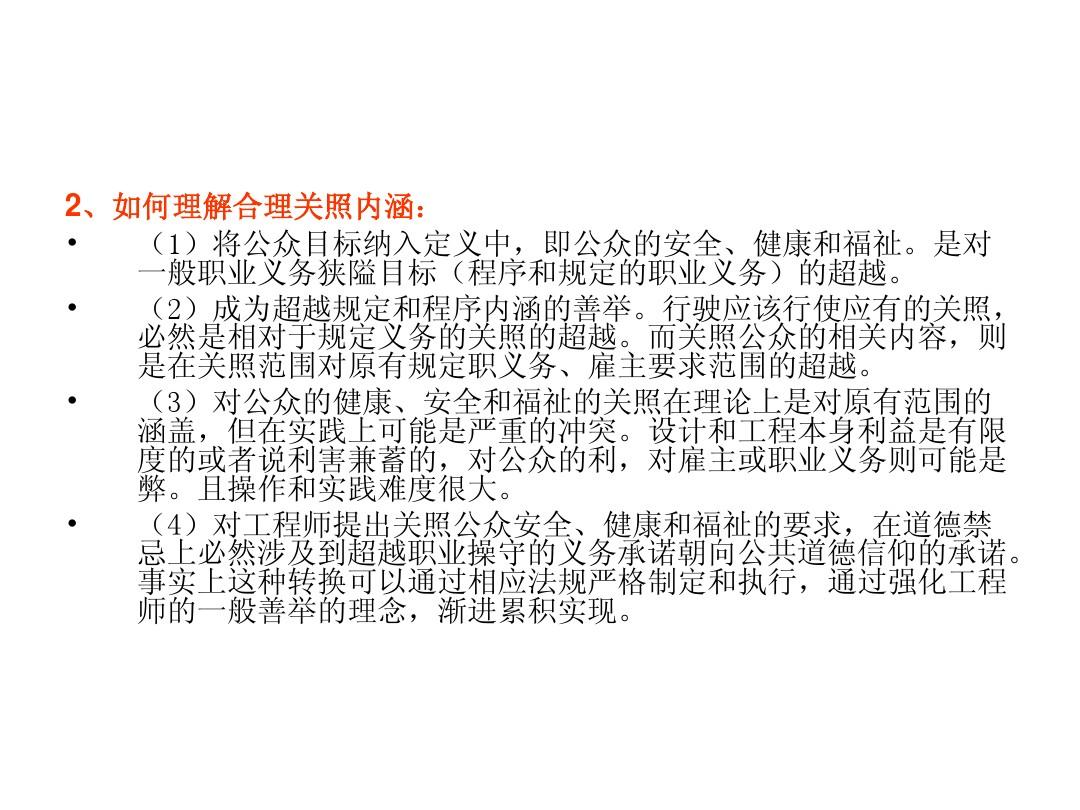 2、如何理解合理关照内涵：
• （1）将公众目标纳入定义中，即公众的安全、健康和福祉。是对
一般职业义务狭隘目标（程序和规定的职业义务）的超越。
• （2）成为超越规定和程序内涵的善举。行驶应该行使应有的关照，
必然是相对于规定义务的关照的超越。而关照公众的相关内容，则
是在关照范围对原有规定职义务、雇主要求范围的超越。
• （3）对公众的健康、安全和福祉的关照在理论上是对原有范围的
涵盖，但在实践上可能是严重的冲突。设计和工程本身利益是有限
度的或者说利害兼蓄的，对公众的利，对雇主或职业义务则可能是
弊。且操作和实践难度很大。
• （4）对工程师提出关照公众安全、健康和福祉的要求，在道德禁
忌上必然涉及到超越职业操守的义务承诺朝向公共道德信仰的承诺。
事实上这种转换可以通过相应法规严格制定和执行，通过强化工程
师的一般善举的理念，渐进累积实现。